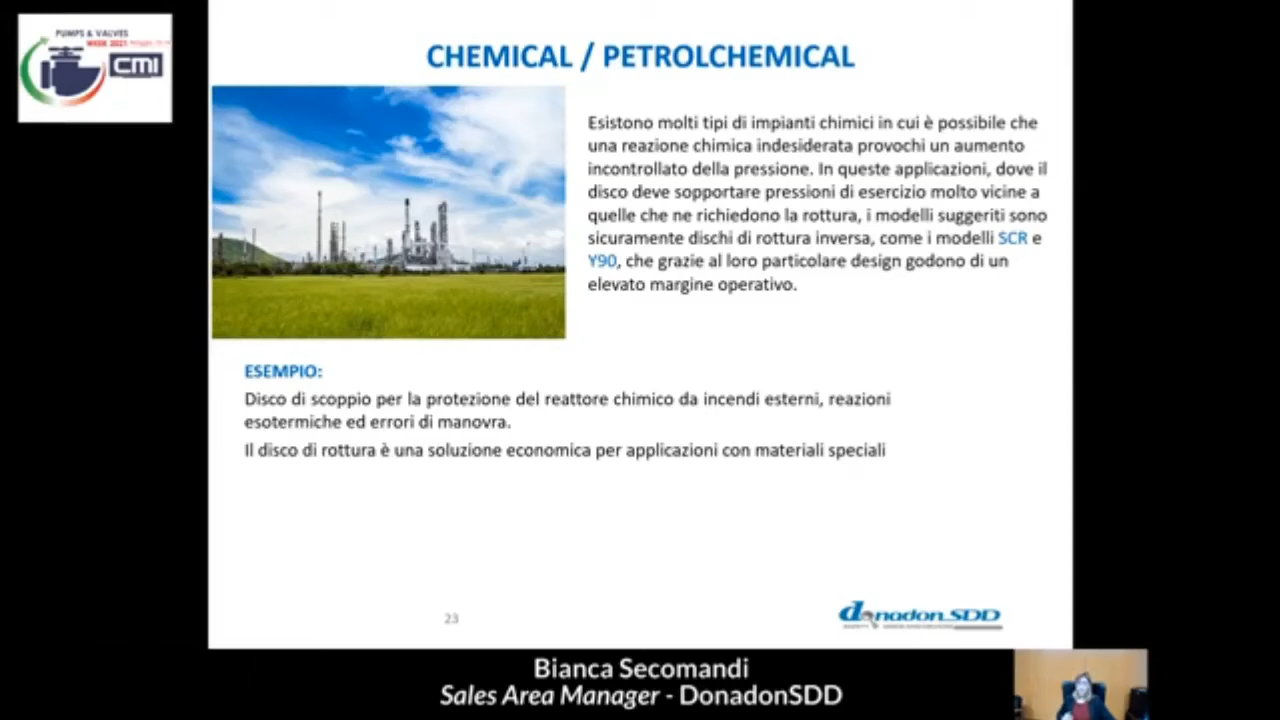 PUMPS & VALVES
WEEK 2021
CMI
CHEMICAL / PETROLCHEMICAL
Esistono molti tipi di impianti chimici in cui è possibile che
una reazione chimica indesiderata provochi un aumento
incontrollato della pressione. In queste applicazioni, dove il
disco deve sopportare pressioni di esercizio molto vicine a
quelle che ne richiedono la rottura, i modelli suggeriti sono
sicuramente dischi di rottura inversa, come i modelli SCR e
Y90, che grazie al loro particolare design godono di un
elevato margine operativo.
ESEMPIO:
Disco di scoppio per la protezione del reattore chimico da incendi esterni, reazioni
esotermiche ed errori di manovra.
Il disco di rottura è una soluzione economica per applicazioni con materiali speciali
23
donadon SDD
Bianca Secomandi
Sales Area Manager - DonadonSDD